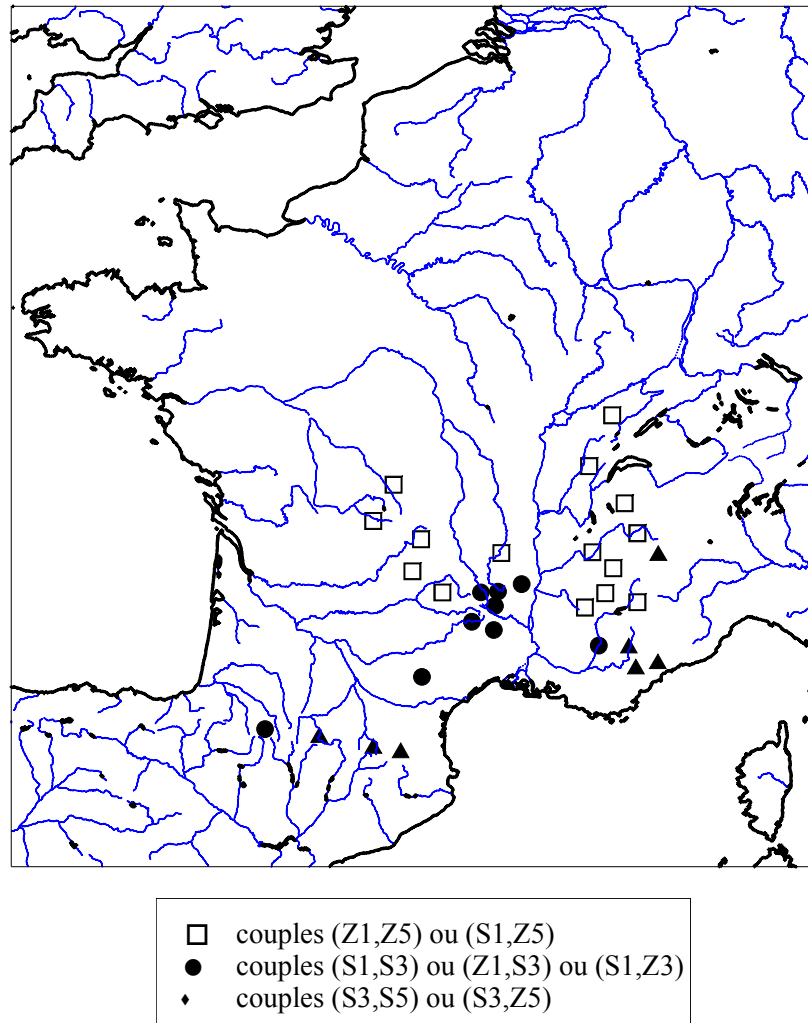 couples (Z1,Z5) ou (S1,Z5)
couples (S1,S3) ou (Z1,S3) ou (S1,Z3)
couples (S3,S5) ou (S3,Z5)